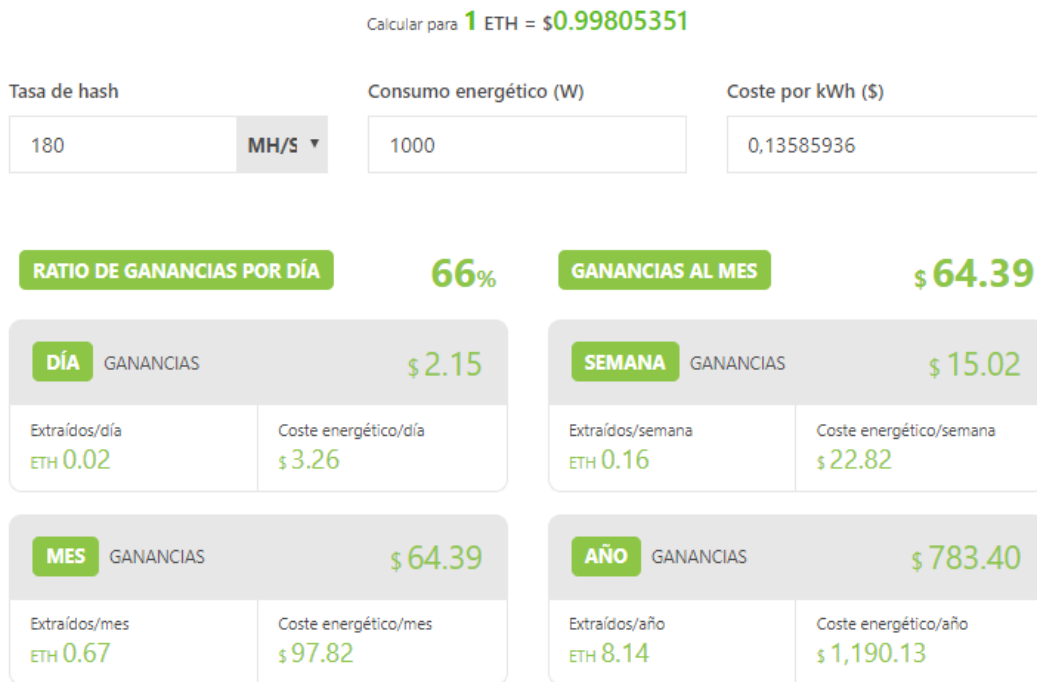 Calcular para 1 ETH = $0.99805351
Tasa de hash
Consumo energético (W)
Coste por kWh ($)
180 MH/S ▼
1000
0,13585936
RATIO DE GANANCIAS POR DÍA 66%
GANANCIAS AL MES $ 64.39
DÍA GANANCIAS $ 2.15
Extraídos/día
ETH 0.02
Coste energético/día
$ 3.26
SEMANA GANANCIAS $ 15.02
Extraídos/semana
ETH 0.16
Coste energético/semana
$ 22.82
MES GANANCIAS $ 64.39
Extraídos/mes
ETH 0.67
Coste energético/mes
$ 97.82
AÑO GANANCIAS $ 783.40
Extraídos/año
ETH 8.14
Coste energético/año
$ 1,190.13